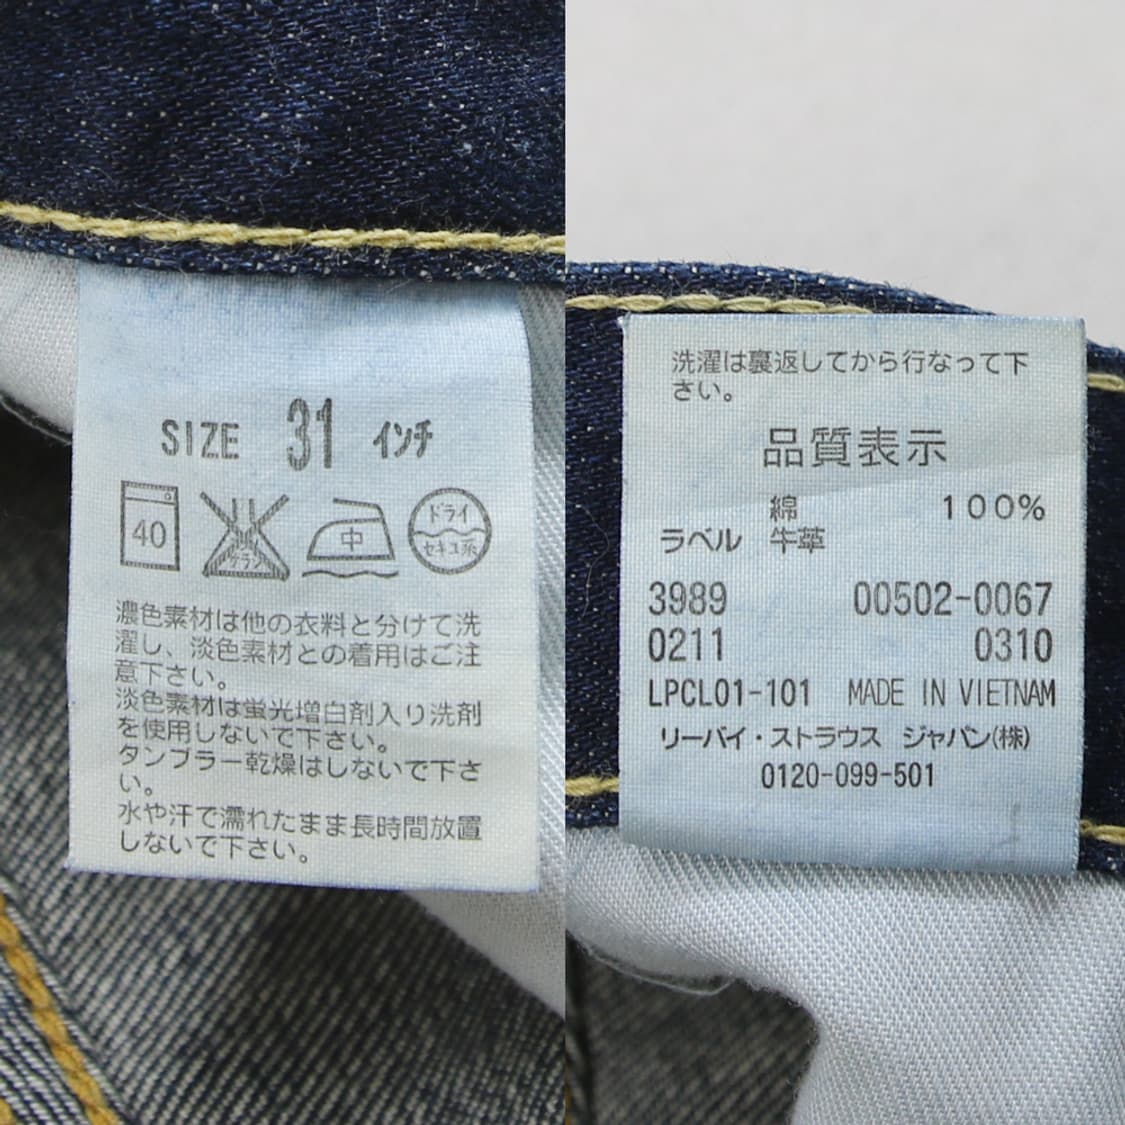 SIZE 31 インチ
40 エンソサラシ 中 ドライ セキユ系
濃色素材は他の衣料と分けて洗
濯し、淡色素材との着用はご注
意下さい。
淡色素材は蛍光増白剤入り洗剤
を使用しないで下さい。
タンブラー乾燥はしないで下さ
い。
水や汗で濡れたまま長時間放置
しないで下さい。
洗濯は裏返してから行なって下
さい。
品質表示
綿 100%
ラベル 牛革
3989 00502-0067
0211 0310
LPCL01-101 MADE IN VIETNAM
リーバイ・ストラウス ジャパン(株)
0120-099-501